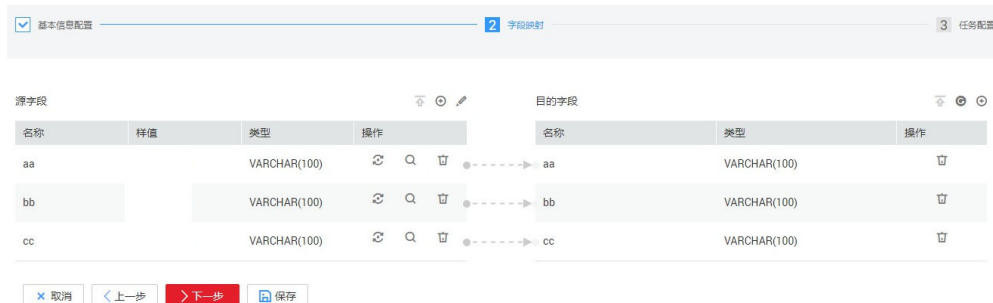 基本信息配置 2 字段映射 3 任务配置
源字段 目的字段
名称 样值 类型 操作 名称 类型 操作
aa VARCHAR(100) aa VARCHAR(100)
bb VARCHAR(100) bb VARCHAR(100)
cc VARCHAR(100) cc VARCHAR(100)
取消 上一步 下一步 保存